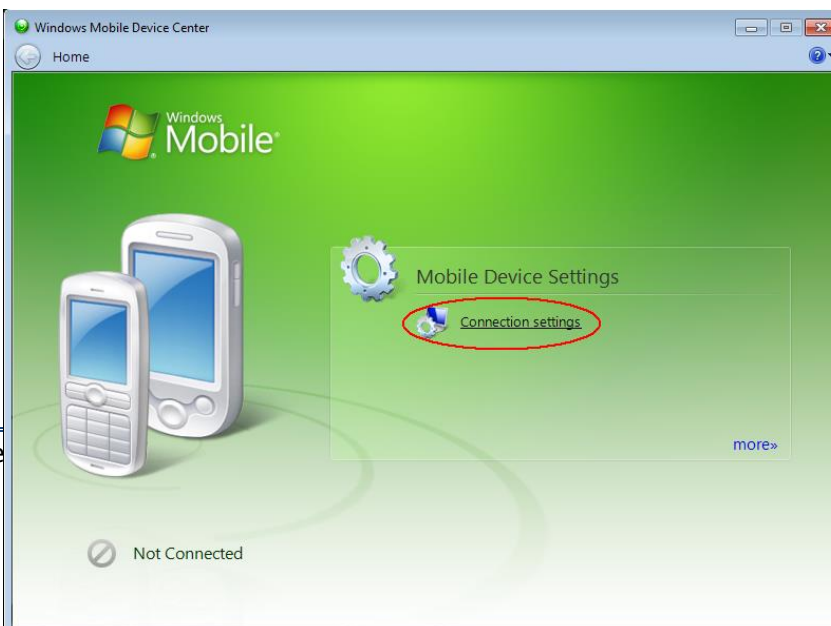 Windows Mobile Device Center
Home
Windows
Mobile®
Mobile Device Settings
Connection settings
more»
e
Not Connected